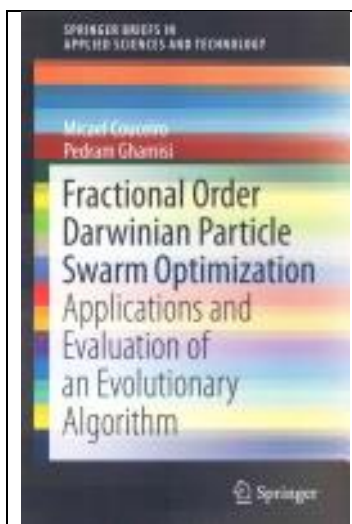 SPRINGER BRIEFS IN
APPLIED SCIENCES AND TECHNOLOGY
Micael Couceiro
Pedram Ghamisi
Fractional Order
Darwinian Particle
Swarm Optimization
Applications and
Evaluation of
an Evolutionary
Algorithm
Springer